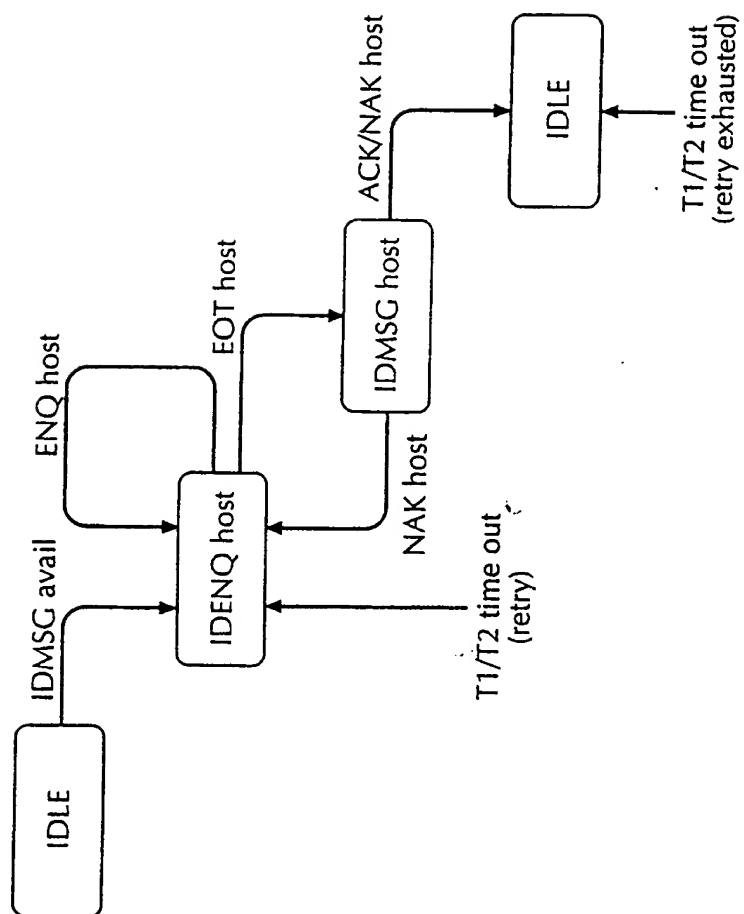 IDLE
IDMSG avail
ENQ host
IDENQ host
EOT host
T1/T2 time out
(retry)
NAK host
IDMSG host
ACK/NAK host
IDLE
T1/T2 time out
(retry exhausted)